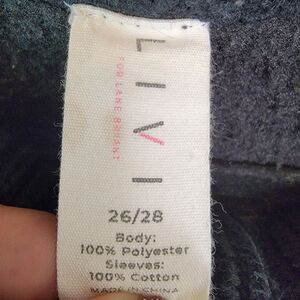 LIVI
FOR LANE BRYANT
26/28
Body:
100% Polyester
Sleeves:
100% Cotton
MADE IN CHINA